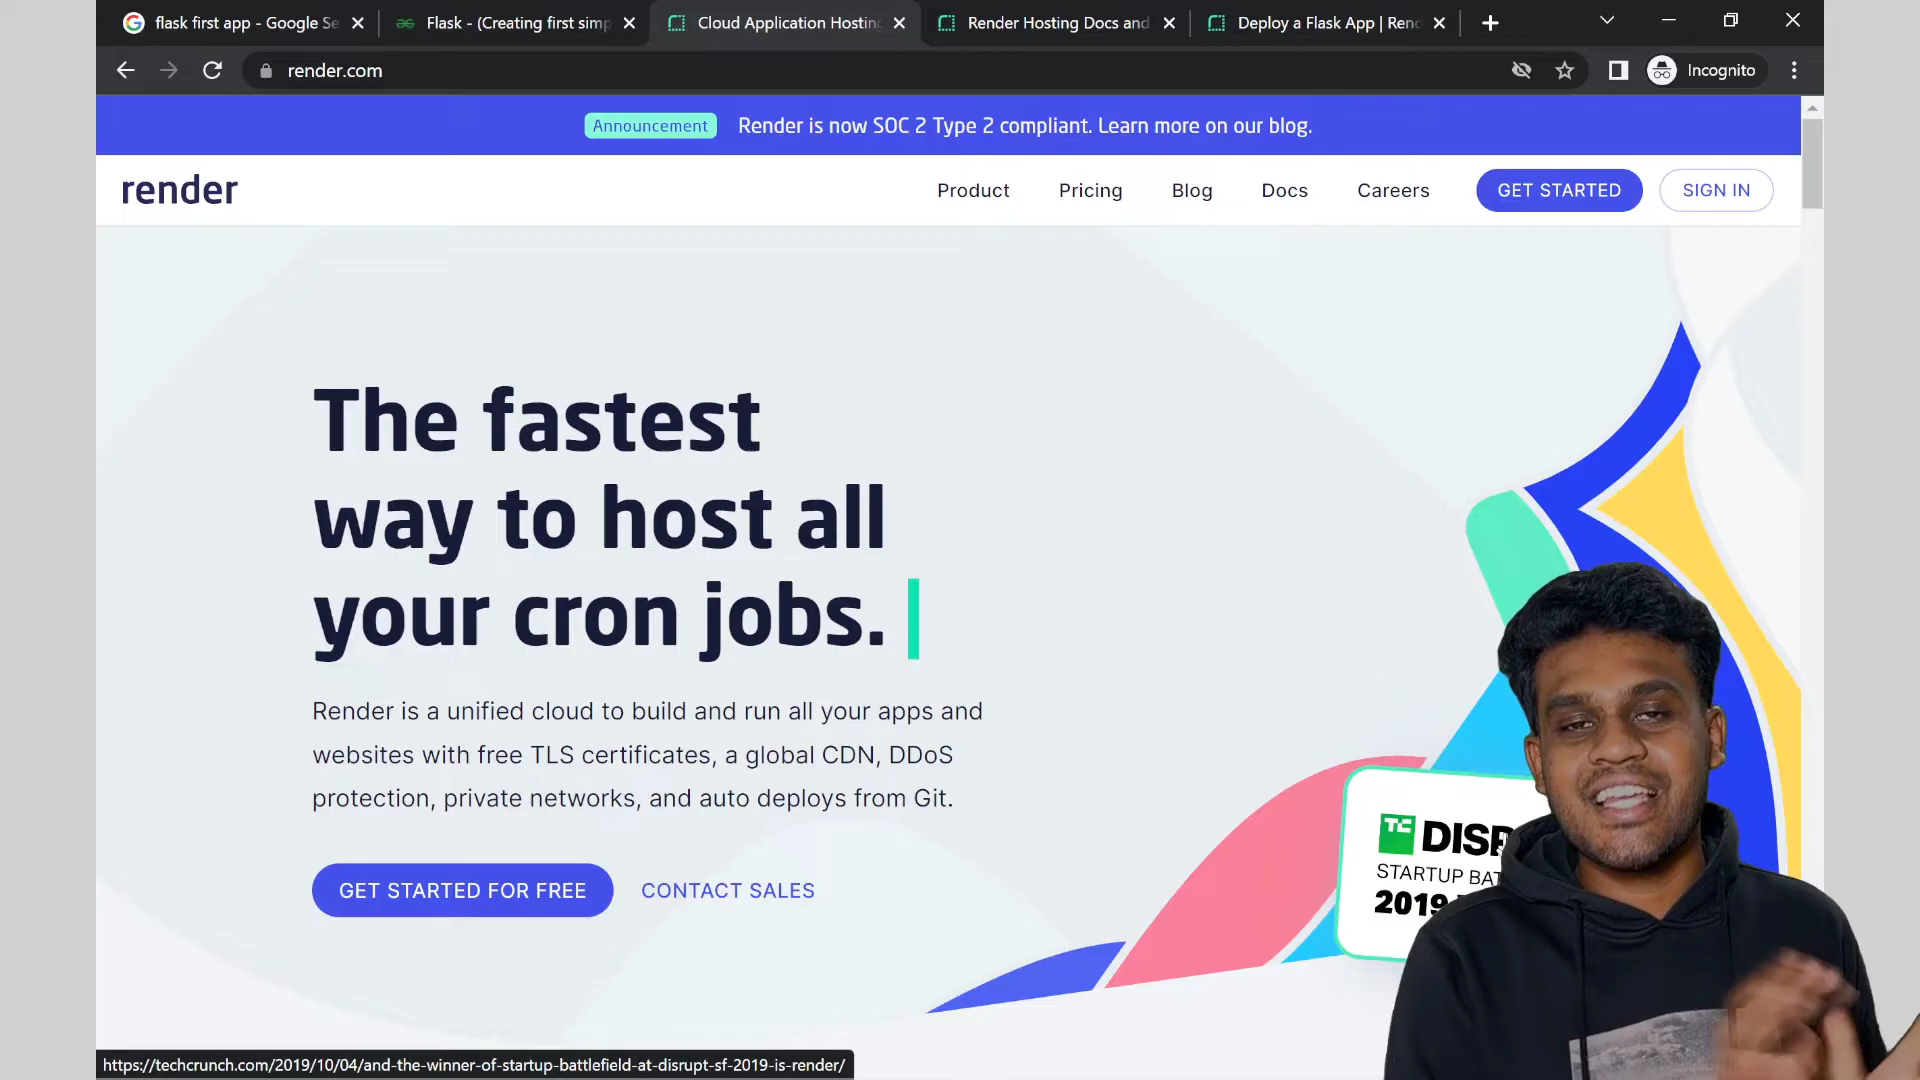 flask first app - Google Se
Flask - (Creating first simp
Cloud Application Hosting
Render Hosting Docs and
Deploy a Flask App | Ren
render.com
Incognito
Announcement
Render is now SOC 2 Type 2 compliant. Learn more on our blog.
render
Product
Pricing
Blog
Docs
Careers
GET STARTED
SIGN IN
The fastest
way to host all
your cron jobs.
Render is a unified cloud to build and run all your apps and
websites with free TLS certificates, a global CDN, DDoS
protection, private networks, and auto deploys from Git.
GET STARTED FOR FREE
CONTACT SALES
TC DISR
STARTUP BAT
2019
https://techcrunch.com/2019/10/04/and-the-winner-of-startup-battlefield-at-disrupt-sf-2019-is-render/